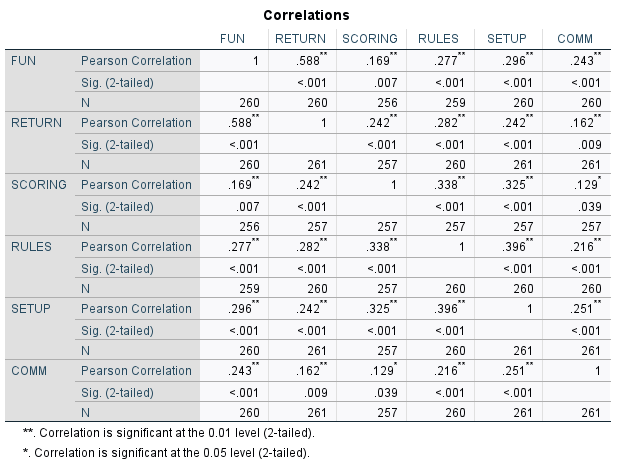 Correlations
FUN RETURN SCORING RULES SETUP COMM
FUN Pearson Correlation 1 .588** .169** .277** .296** .243**
Sig. (2-tailed) <.001 .007 <.001 <.001 <.001
N 260 260 256 259 260 260
RETURN Pearson Correlation .588** 1 .242** .282** .242** .162**
Sig. (2-tailed) <.001 <.001 <.001 <.001 .009
N 260 261 257 260 261 261
SCORING Pearson Correlation .169** .242** 1 .338** .325** .129*
Sig. (2-tailed) .007 <.001 <.001 <.001 .039
N 256 257 257 257 257 257
RULES Pearson Correlation .277** .282** .338** 1 .396** .216**
Sig. (2-tailed) <.001 <.001 <.001 <.001 <.001
N 259 260 257 260 260 260
SETUP Pearson Correlation .296** .242** .325** .396** 1 .251**
Sig. (2-tailed) <.001 <.001 <.001 <.001 <.001
N 260 261 257 260 261 261
COMM Pearson Correlation .243** .162** .129* .216** .251** 1
Sig. (2-tailed) <.001 .009 .039 <.001 <.001
N 260 261 257 260 261 261
**. Correlation is significant at the 0.01 level (2-tailed).
*. Correlation is significant at the 0.05 level (2-tailed).